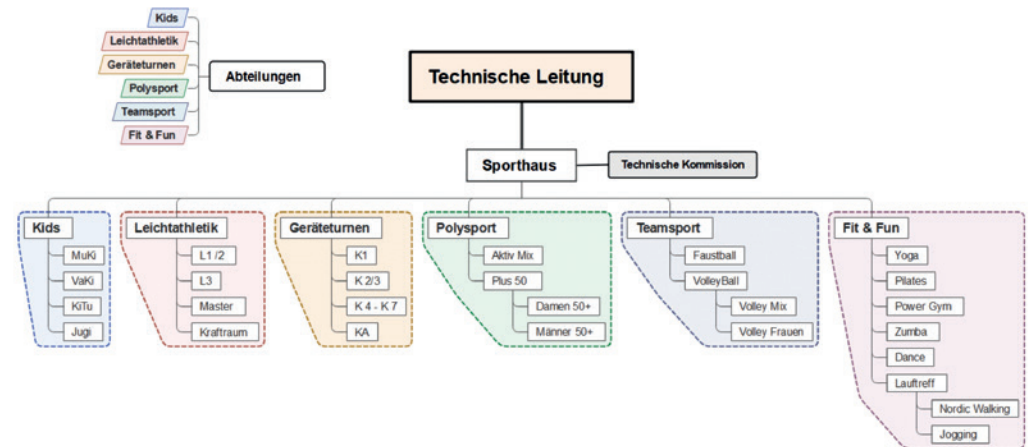 Kids
Leichtathletik
Geräteturnen
Polysport
Teamsport
Fit & Fun
Abteilungen
Technische Leitung
Sporthaus
Technische Kommission
Kids
MuKi
VaKi
KiTu
Jugi
Leichtathletik
L1 /2
L3
Master
Kraftraum
Geräteturnen
K1
K 2/3
K 4 - K 7
KA
Polysport
Aktiv Mix
Plus 50
Damen 50+
Männer 50+
Teamsport
Faustball
VolleyBall
Volley Mix
Volley Frauen
Fit & Fun
Yoga
Pilates
Power Gym
Zumba
Dance
Lauftreff
Nordic Walking
Jogging